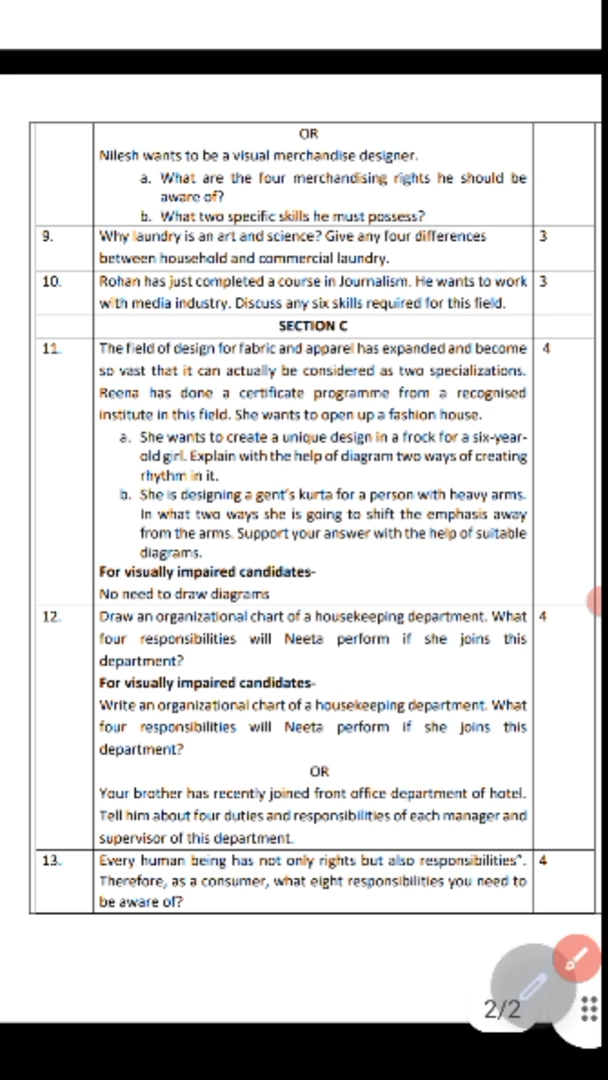 OR
Nilesh wants to be a visual merchandise designer.
a. What are the four merchandising rights he should be
aware of?
b. What two specific skills he must possess?
9. Why laundry is an art and science? Give any four differences 3
between household and commercial laundry.
10. Rohan has just completed a course in Journalism. He wants to work 3
with media industry. Discuss any six skills required for this field.
SECTION C
11. The field of design for fabric and apparel has expanded and become 4
so vast that it can actually be considered as two specializations.
Reena has done a certificate programme from a recognised
institute in this field. She wants to open up a fashion house.
a. She wants to create a unique design in a frock for a six-year-
old girl. Explain with the help of diagram two ways of creating
rhythm in it.
b. She is designing a gent's kurta for a person with heavy arms.
In what two ways she is going to shift the emphasis away
from the arms. Support your answer with the help of suitable
diagrams.
For visually impaired candidates-
No need to draw diagrams
12. Draw an organizational chart of a housekeeping department. What 4
four responsibilities will Neeta perform if she joins this
department?
For visually impaired candidates-
Write an organizational chart of a housekeeping department. What
four responsibilities will Neeta perform if she joins this
department?
OR
Your brother has recently joined front office department of hotel.
Tell him about four duties and responsibilities of each manager and
supervisor of this department.
13. Every human being has not only rights but also responsibilities". 4
Therefore, as a consumer, what eight responsibilities you need to
be aware of?
2/2